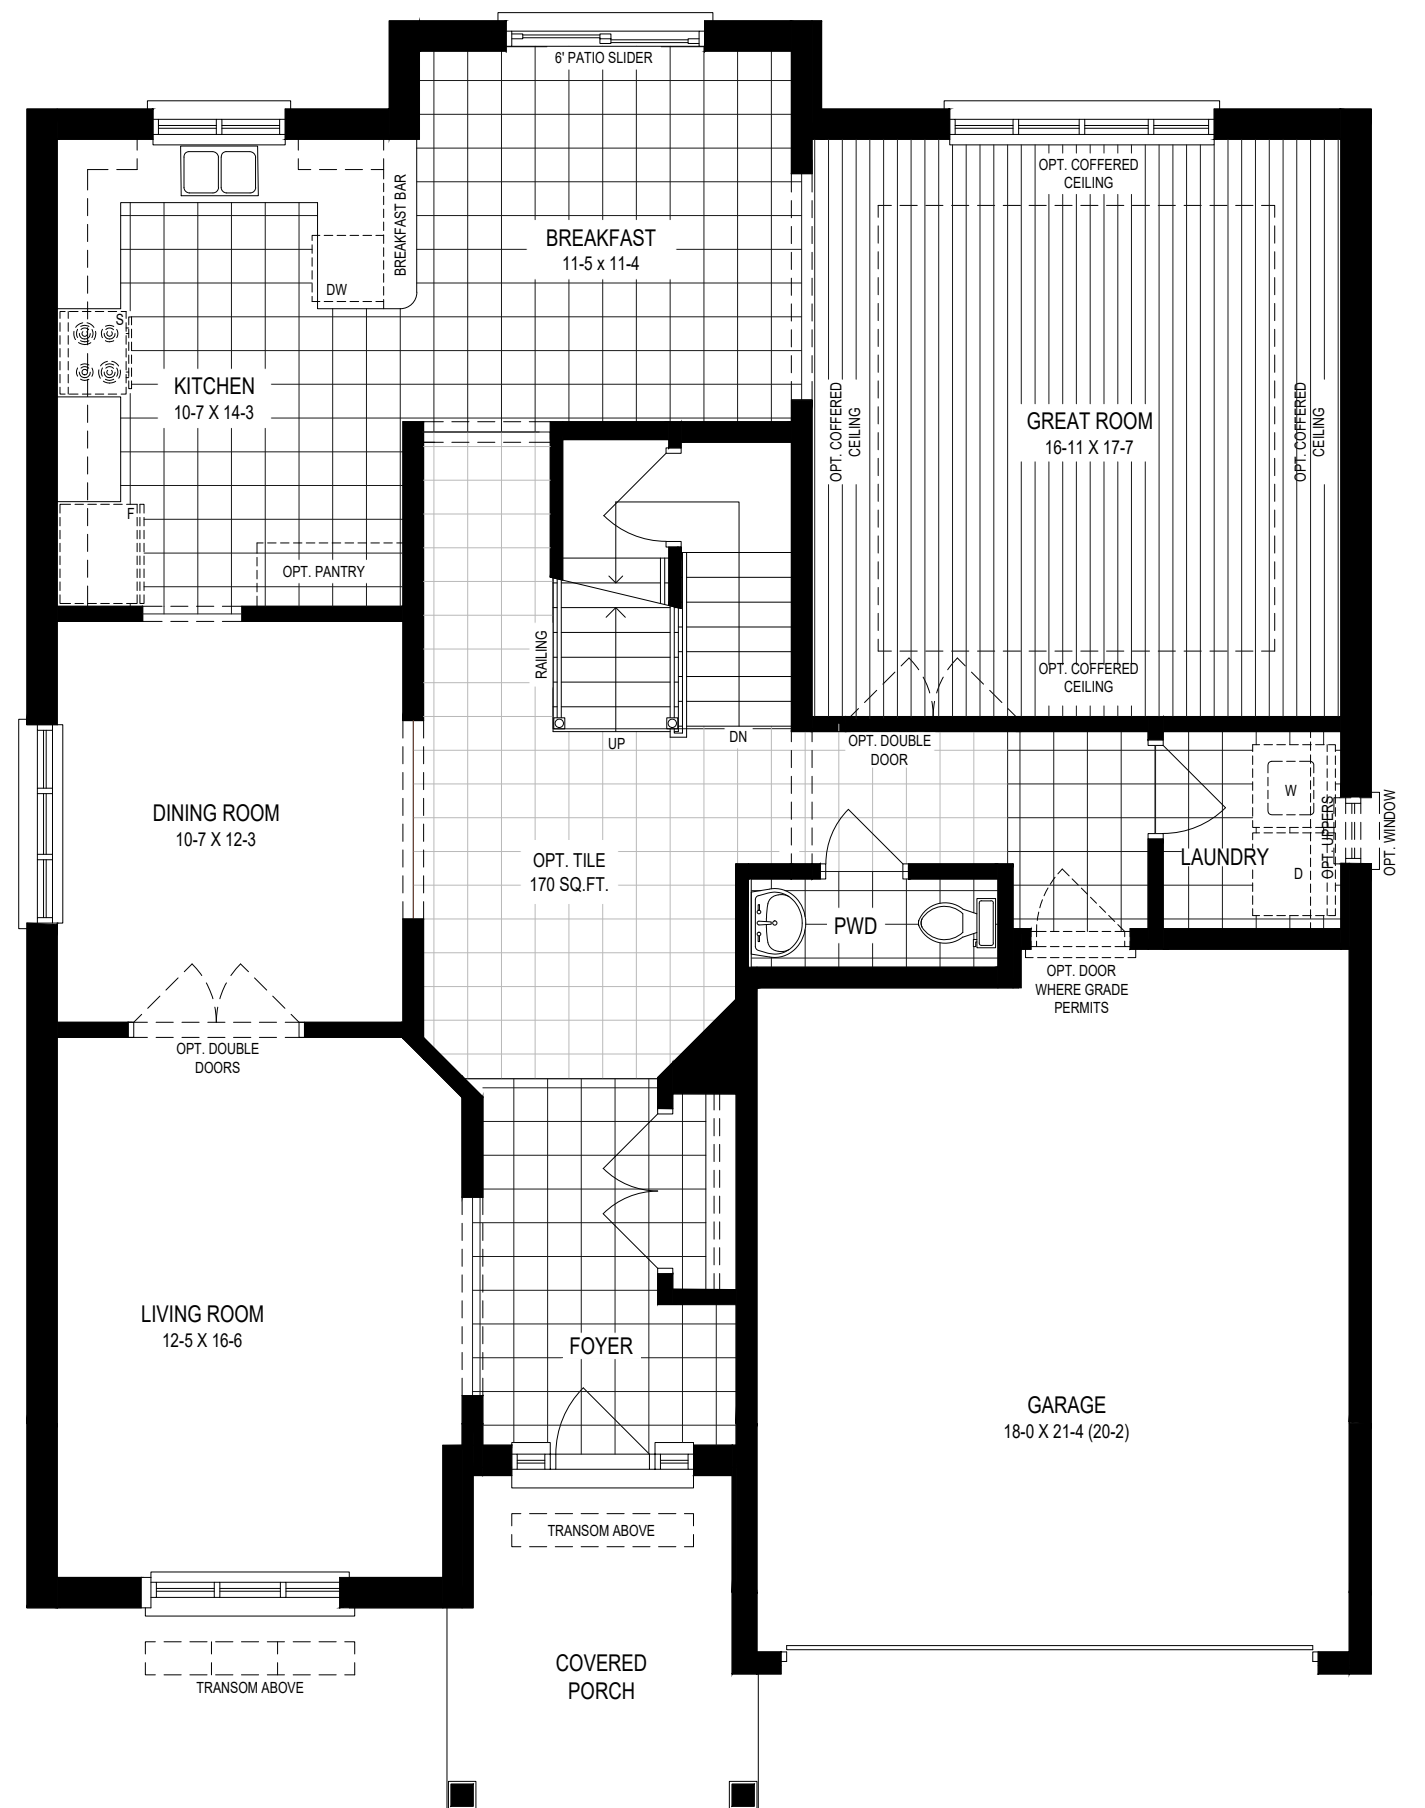 6' PATIO SLIDER
OPT. COFFERED
CEILING
BREAKFAST BAR
BREAKFAST
11-5 x 11-4
DW
S
KITCHEN
10-7 X 14-3
OPT. COFFERED
CEILING
GREAT ROOM
16-11 X 17-7
OPT. COFFERED
CEILING
F
OPT. PANTRY
RAILING
OPT. COFFERED
CEILING
UP
DN
OPT. DOUBLE
DOOR
W
DINING ROOM
10-7 X 12-3
OPT. TILE
170 SQ.FT.
LAUNDRY
D
OPT. UPPERS
OPT. WINDOW
PWD
OPT. DOOR
WHERE GRADE
PERMITS
OPT. DOUBLE
DOORS
LIVING ROOM
12-5 X 16-6
FOYER
GARAGE
18-0 X 21-4 (20-2)
TRANSOM ABOVE
COVERED
PORCH
TRANSOM ABOVE